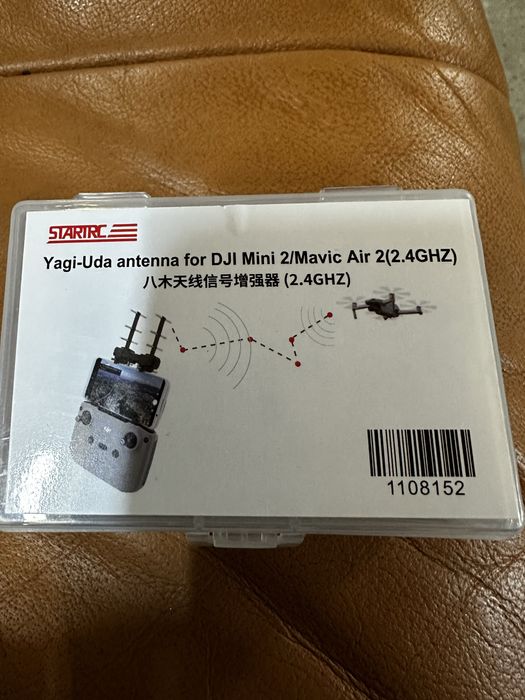 STARTRC
Yagi-Uda antenna for DJI Mini 2/Mavic Air 2(2.4GHZ)
八木天线信号增强器 (2.4GHZ)
1108152